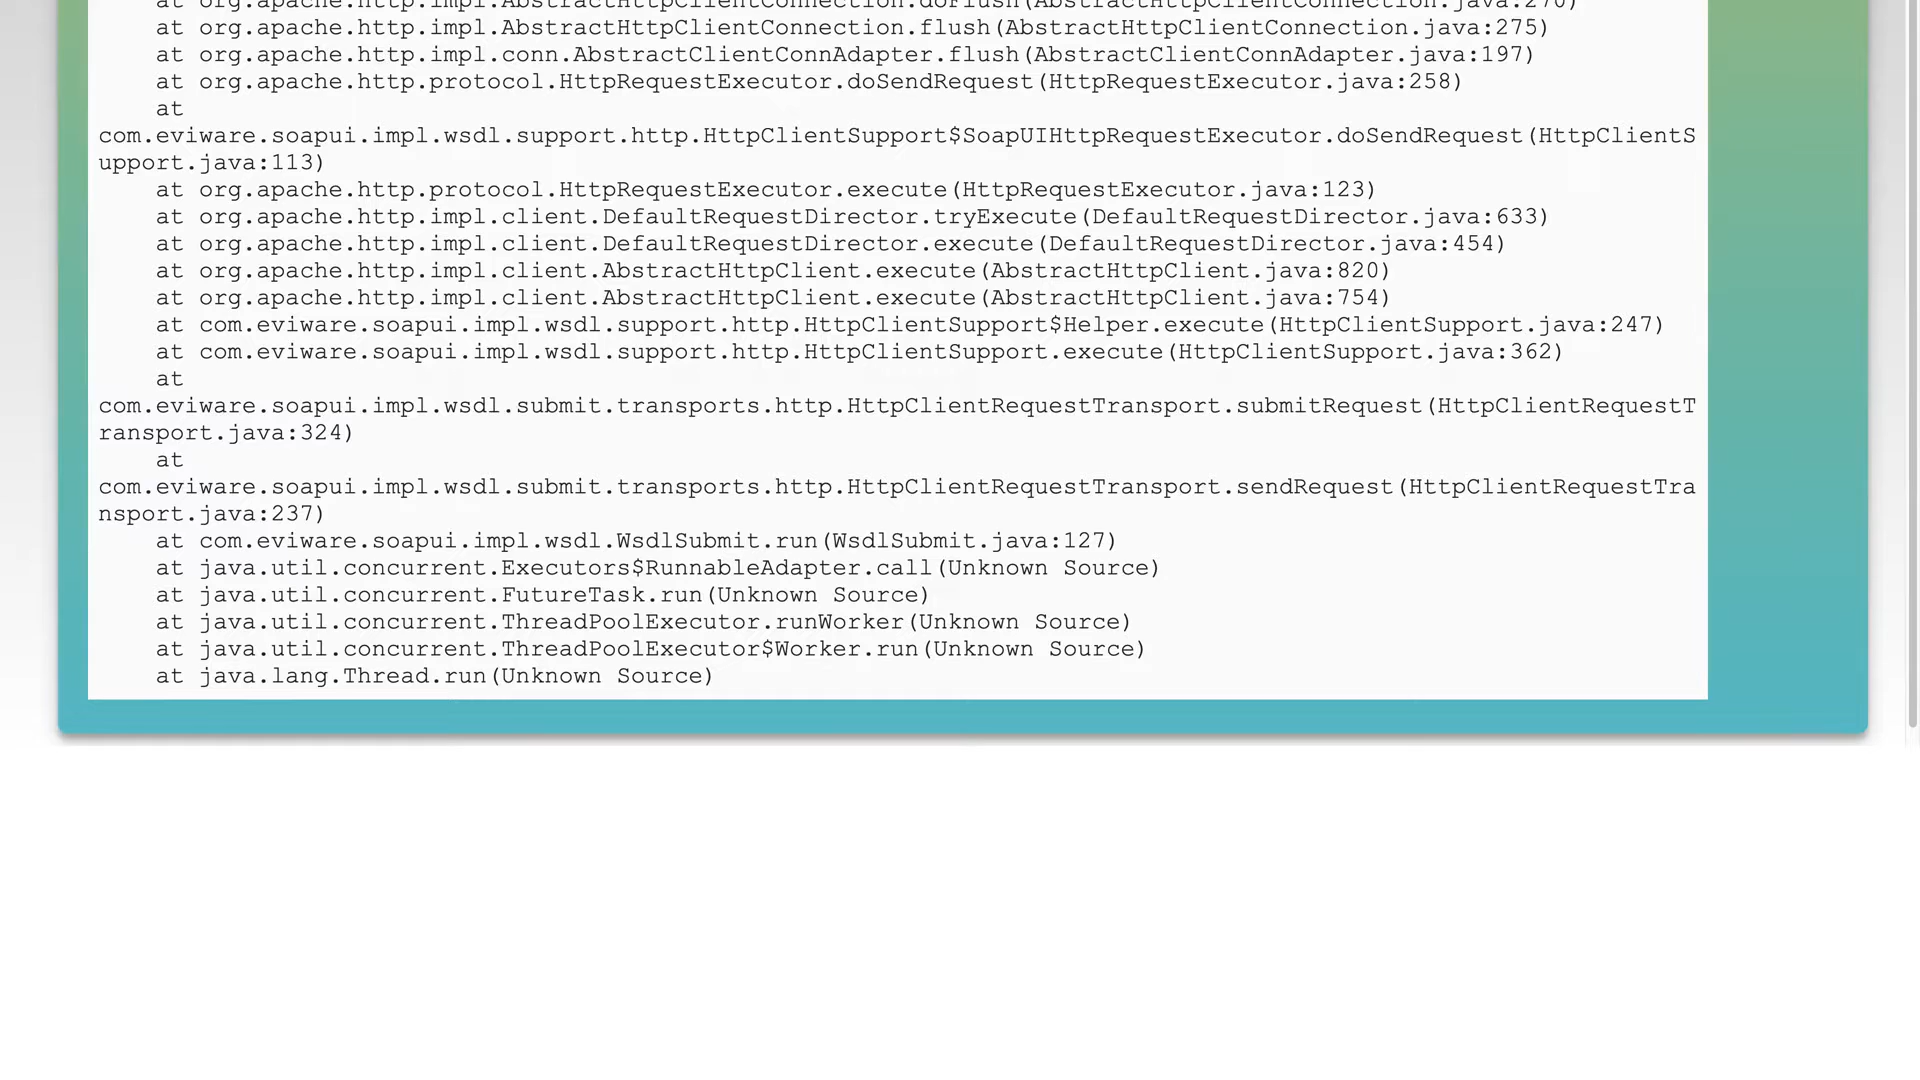 at org.apache.http.impl.AbstractHttpClientConnection.doFlush(AbstractHttpClientConnection.java:270)
at org.apache.http.impl.AbstractHttpClientConnection.flush(AbstractHttpClientConnection.java:275)
at org.apache.http.impl.conn.AbstractClientConnAdapter.flush(AbstractClientConnAdapter.java:197)
at org.apache.http.protocol.HttpRequestExecutor.doSendRequest(HttpRequestExecutor.java:258)
at
com.eviware.soapui.impl.wsdl.support.http.HttpClientSupport$SoapUIHttpRequestExecutor.doSendRequest(HttpClientS
upport.java:113)
at org.apache.http.protocol.HttpRequestExecutor.execute(HttpRequestExecutor.java:123)
at org.apache.http.impl.client.DefaultRequestDirector.tryExecute(DefaultRequestDirector.java:633)
at org.apache.http.impl.client.DefaultRequestDirector.execute(DefaultRequestDirector.java:454)
at org.apache.http.impl.client.AbstractHttpClient.execute(AbstractHttpClient.java:820)
at org.apache.http.impl.client.AbstractHttpClient.execute(AbstractHttpClient.java:754)
at com.eviware.soapui.impl.wsdl.support.http.HttpClientSupport$Helper.execute(HttpClientSupport.java:247)
at com.eviware.soapui.impl.wsdl.support.http.HttpClientSupport.execute(HttpClientSupport.java:362)
at
com.eviware.soapui.impl.wsdl.submit.transports.http.HttpClientRequestTransport.submitRequest(HttpClientRequestT
ransport.java:324)
at
com.eviware.soapui.impl.wsdl.submit.transports.http.HttpClientRequestTransport.sendRequest(HttpClientRequestTra
nsport.java:237)
at com.eviware.soapui.impl.wsdl.WsdlSubmit.run(WsdlSubmit.java:127)
at java.util.concurrent.Executors$RunnableAdapter.call(Unknown Source)
at java.util.concurrent.FutureTask.run(Unknown Source)
at java.util.concurrent.ThreadPoolExecutor.runWorker(Unknown Source)
at java.util.concurrent.ThreadPoolExecutor$Worker.run(Unknown Source)
at java.lang.Thread.run(Unknown Source)